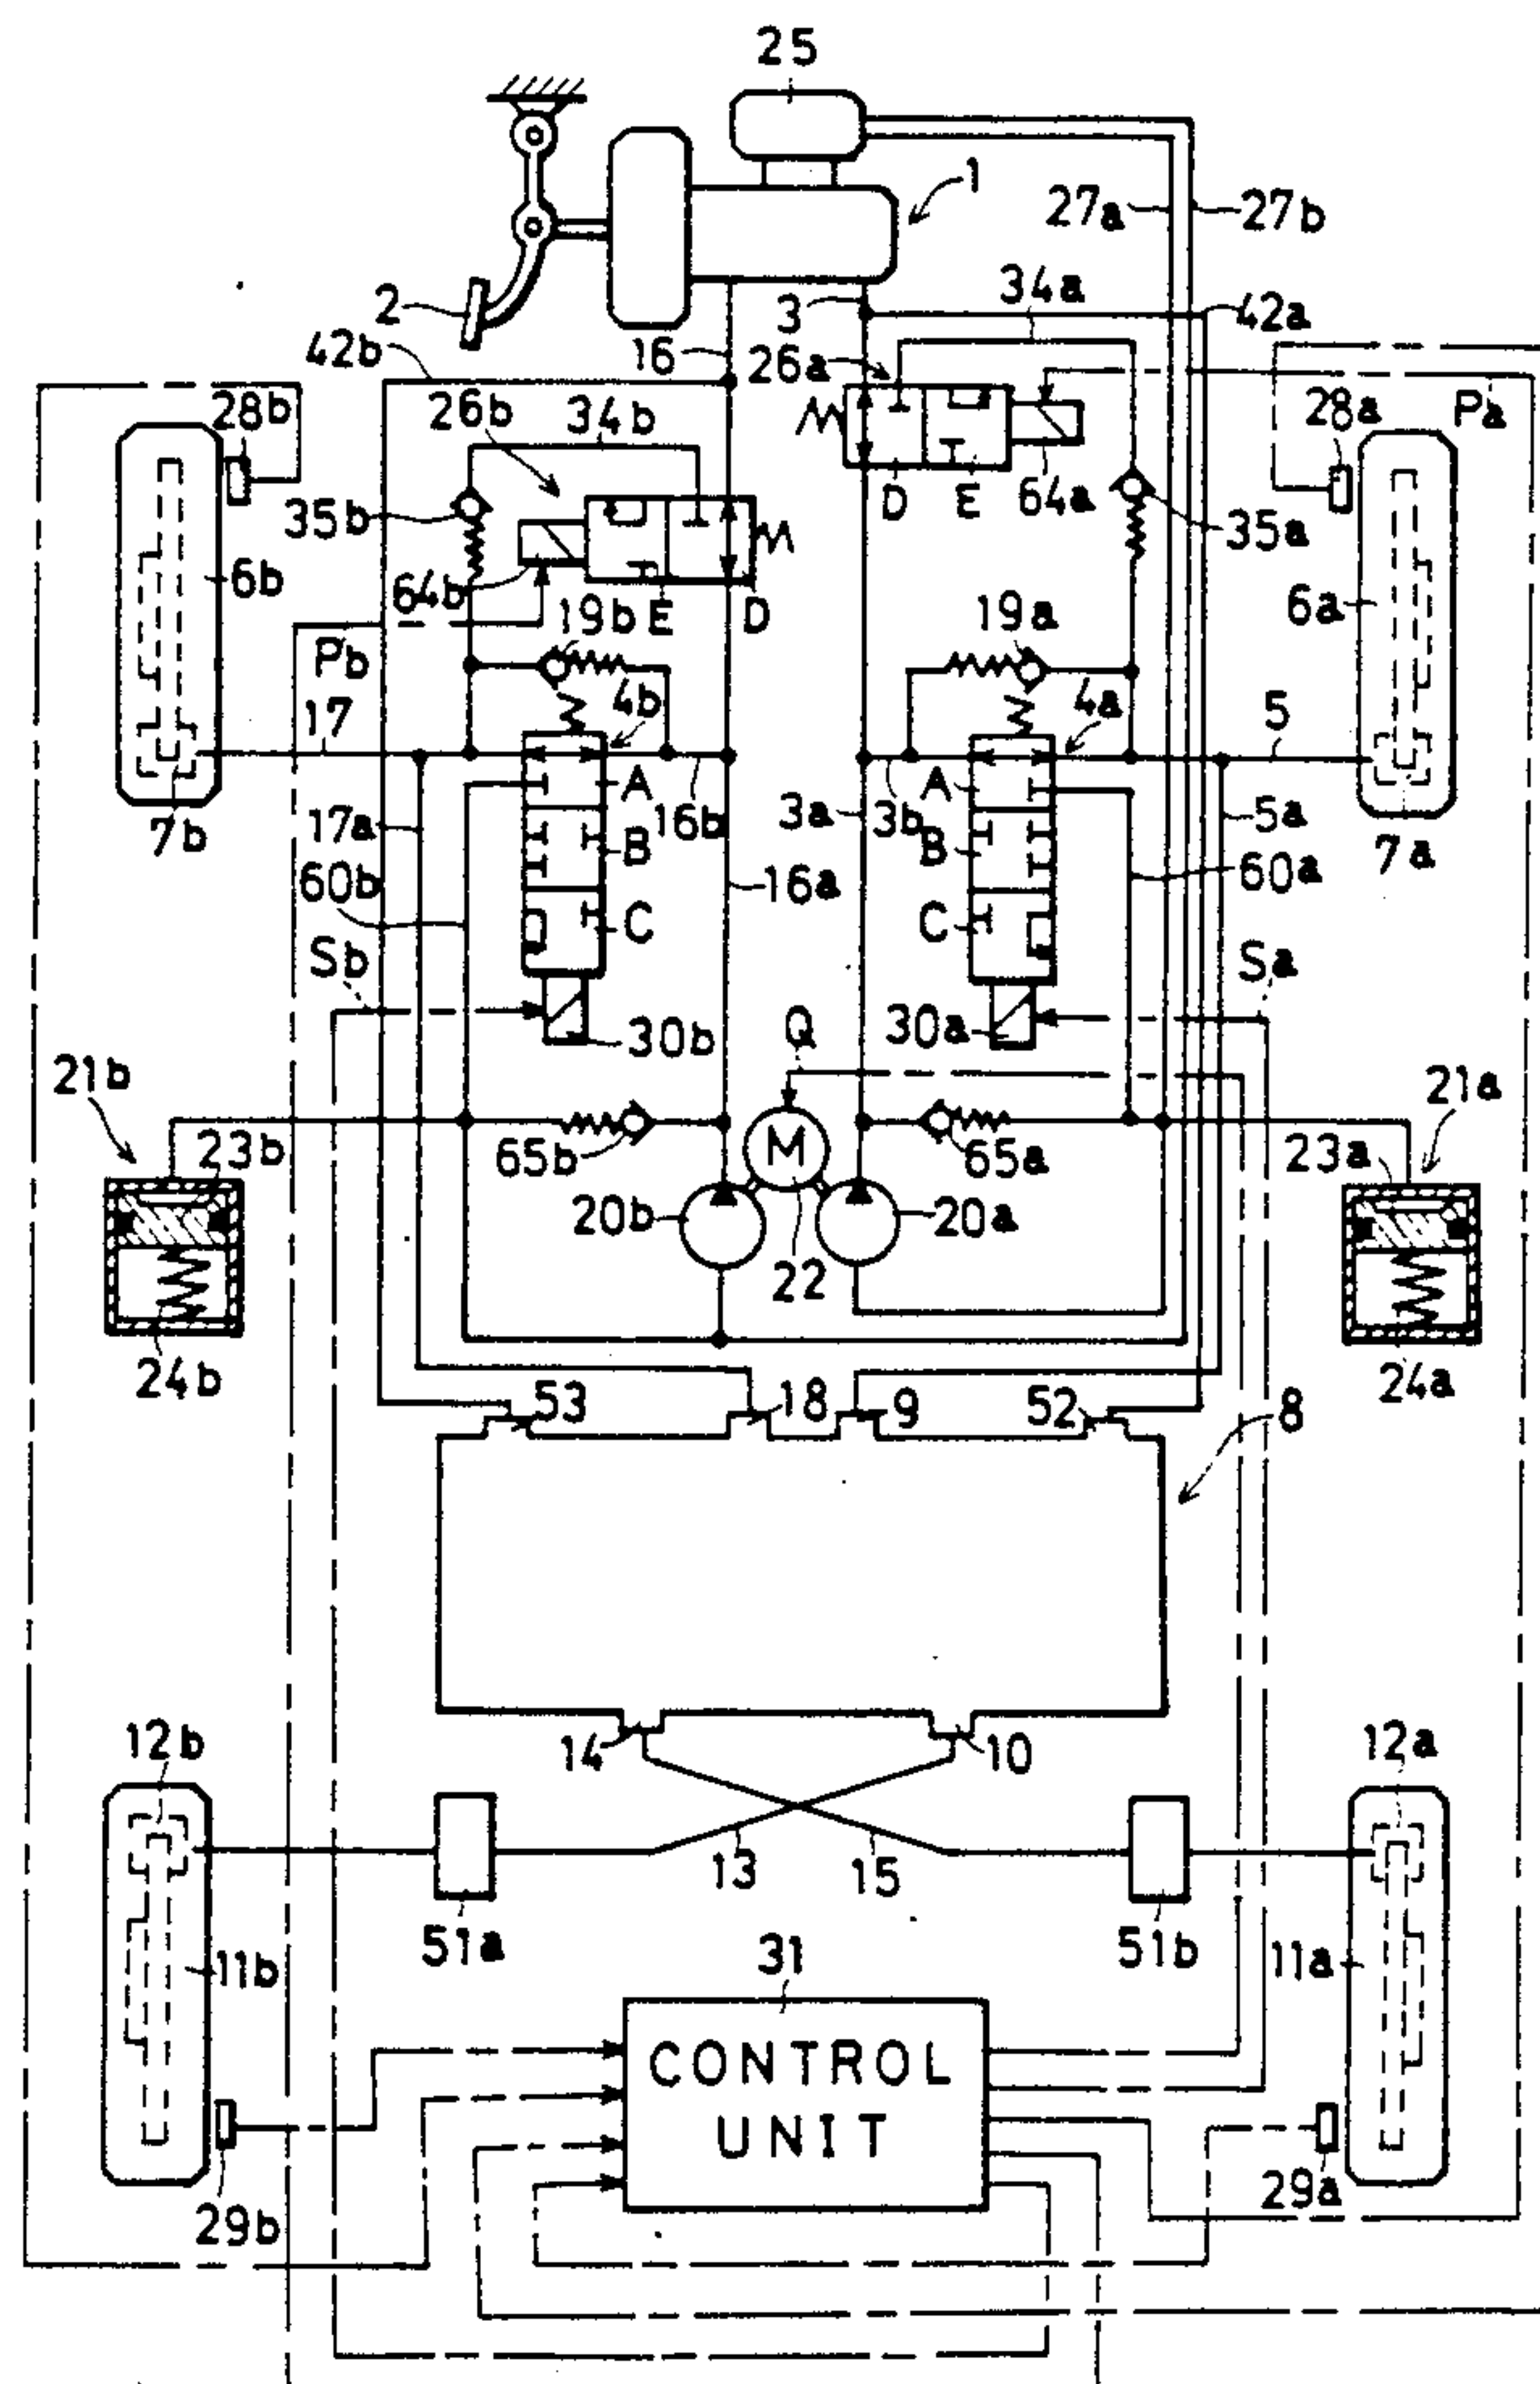 25
1
27a
27b
2
3
34a
42a
42b
16
26a
Pa
28b
26b
34b
28a
D
E
64a
35b
35a
6b
64b
19b
E
D
19a
6a
Pb
17
4b
4a
5
A
A
7b
17a
16b
3a
3b
5a
B
B
7a
60b
16a
60a
C
C
Sb
Sa
Q
30b
30a
21b
21a
23b
M
23a
65b
65a
20b
20a
22
24b
24a
53
18
9
52
8
12b
14
10
12a
13
15
51a
51b
11b
31
11a
CONTROL
UNIT
29b
29a